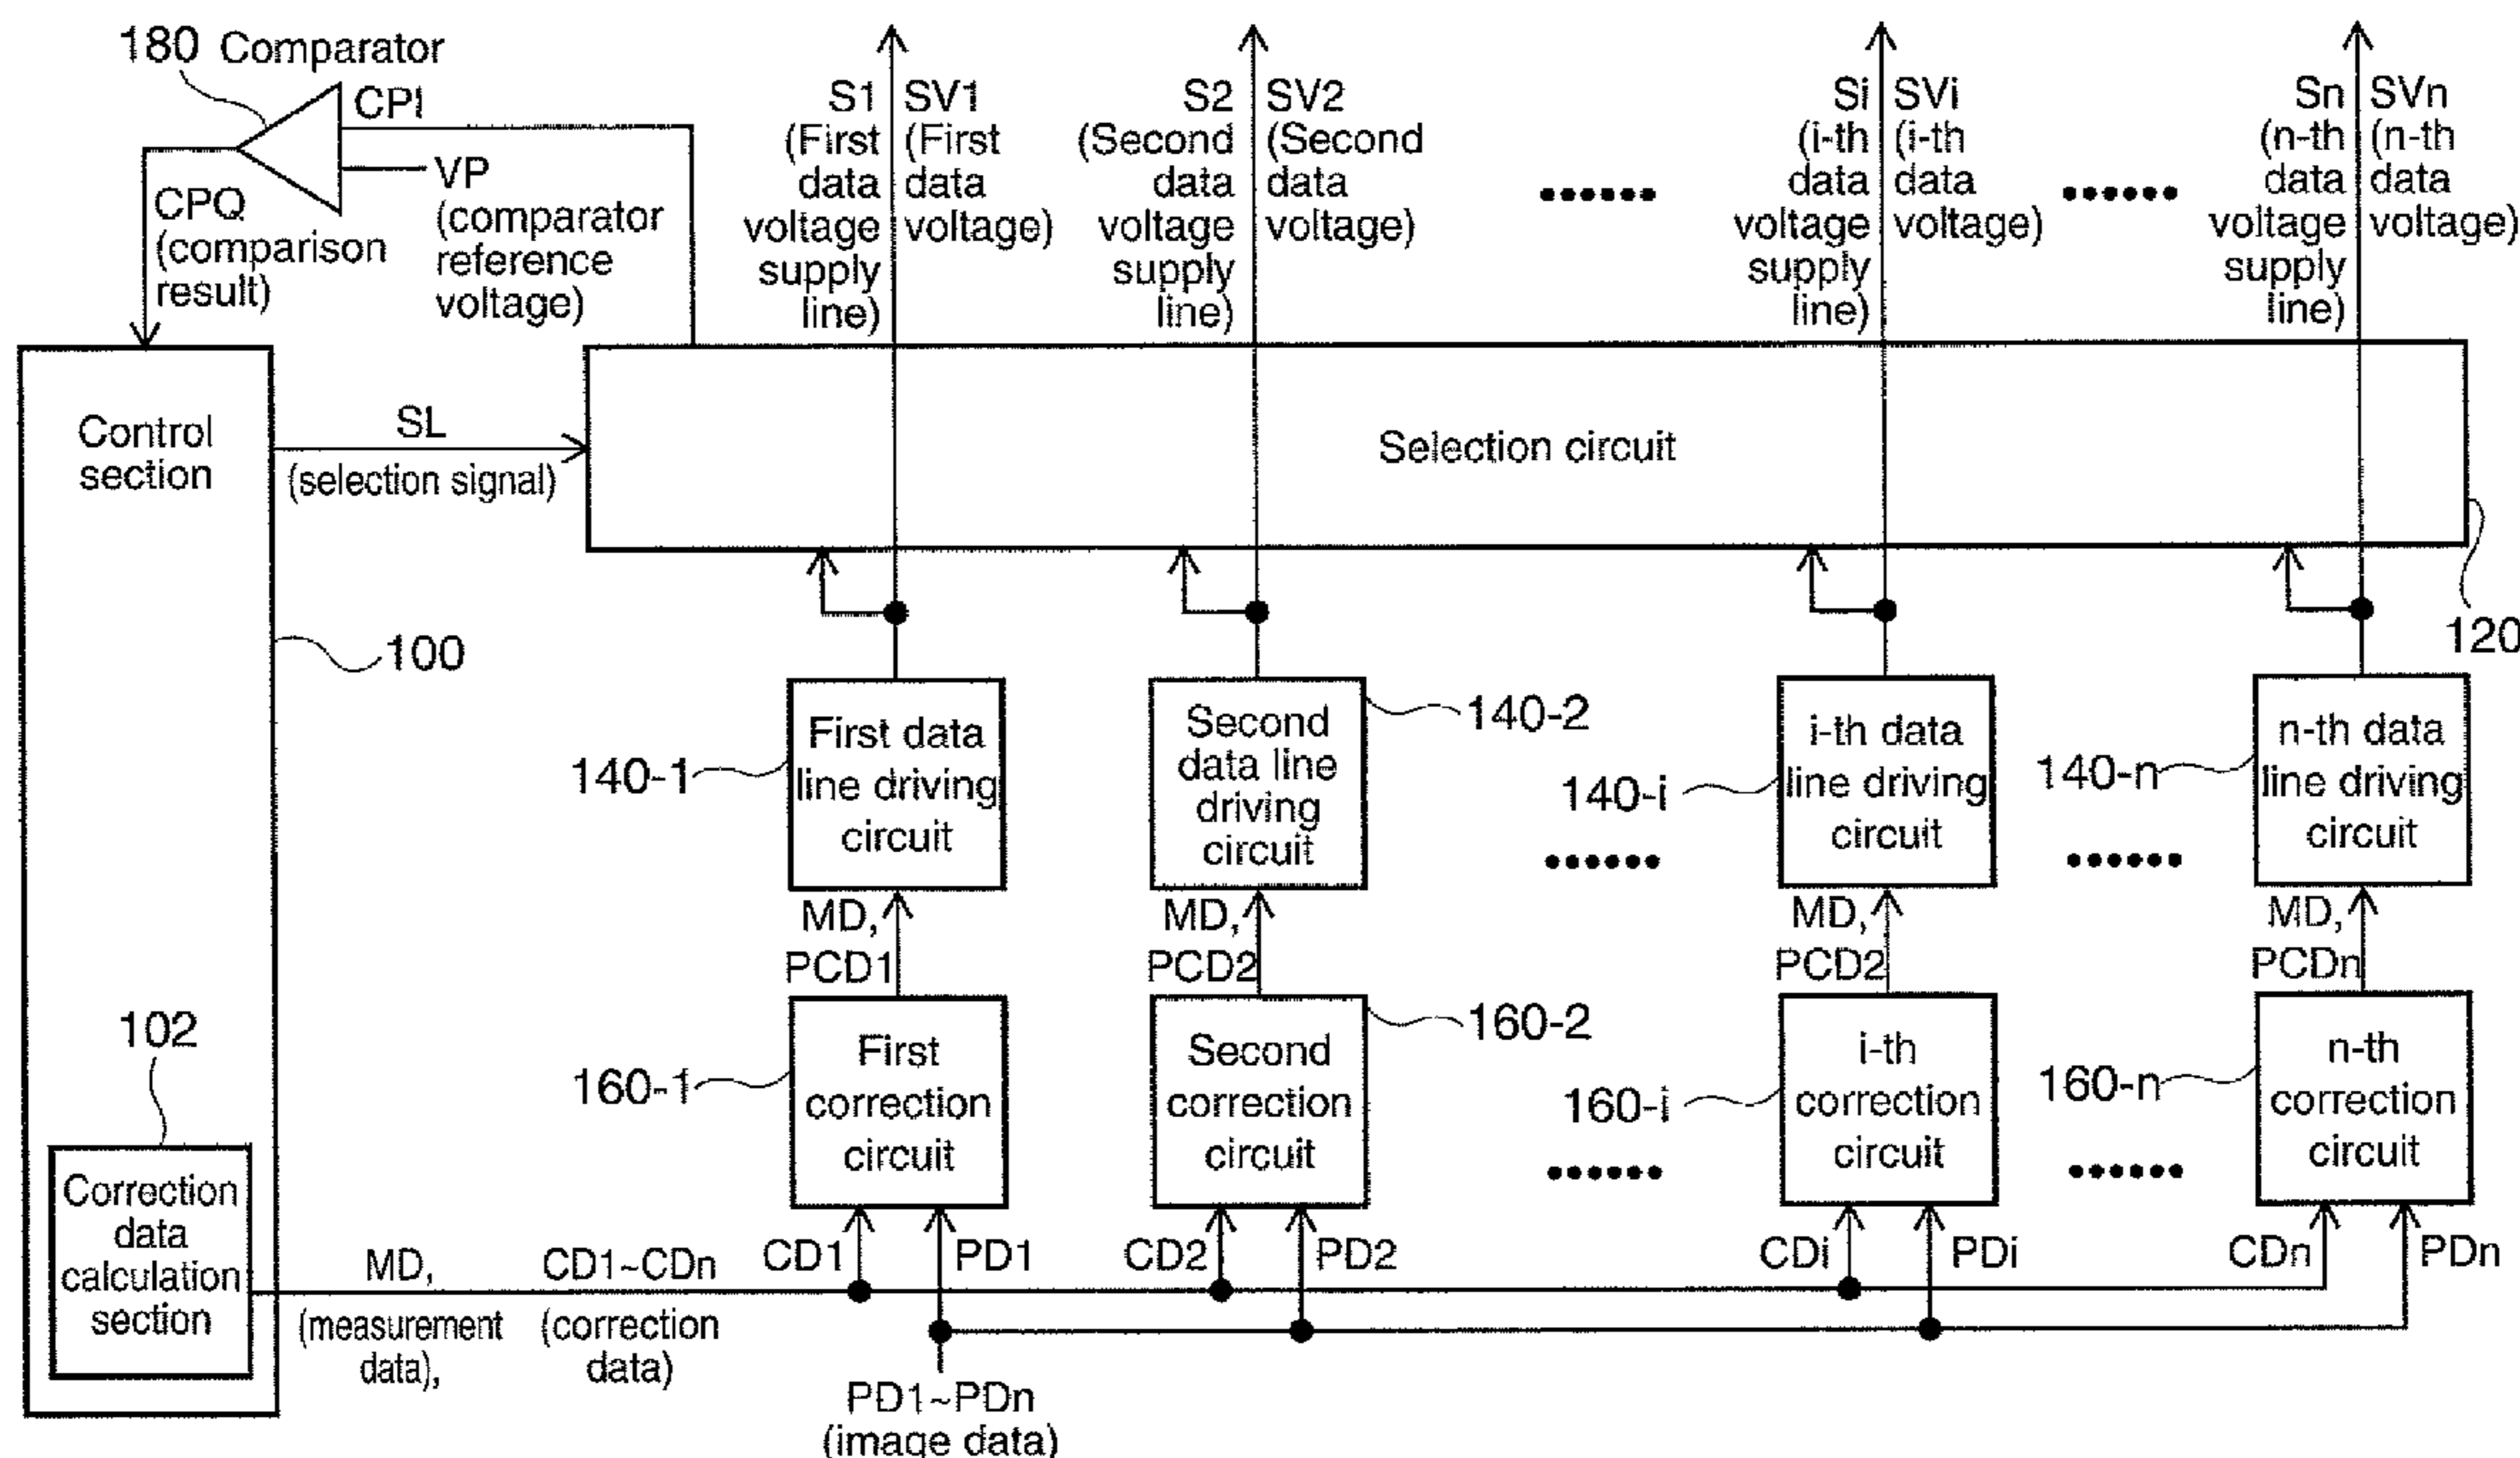 180 Comparator
CPI
VP
(comparator
reference
voltage)
CPQ
(comparison
result)
S1
(First
data
voltage
supply
line)
SV1
(First
data
voltage)
S2
(Second
data
voltage
supply
line)
SV2
(Second
data
voltage)
Si
(i-th
data
voltage
supply
line)
SVi
(i-th
data
voltage)
Sn
(n-th
data
voltage
supply
line)
SVn
(n-th
data
voltage)
Control
section
SL
(selection signal)
Selection circuit
100
120
First data
line driving
circuit
140-1
Second
data line
driving
circuit
140-2
i-th data
line driving
circuit
140-i
n-th data
line driving
circuit
140-n
MD,
PCD1
MD,
PCD2
MD,
PCD2
MD,
PCDn
First
correction
circuit
160-1
Second
correction
circuit
160-2
i-th
correction
circuit
160-i
n-th
correction
circuit
160-n
102
Correction
data
calculation
section
MD,
(measurement
data),
CD1~CDn
(correction
data)
CD1
PD1
CD2
PD2
CDi
PDi
CDn
PDn
PD1~PDn
(image data)